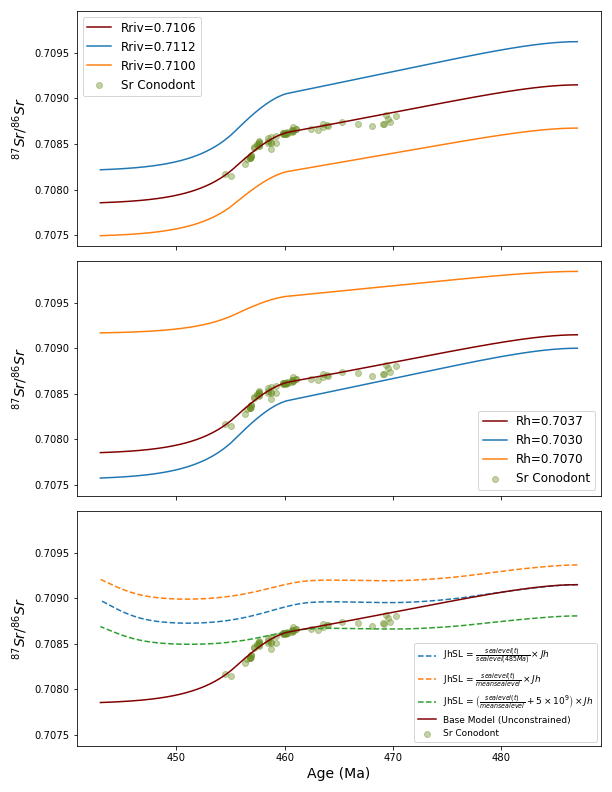 0.7095
0.7090
0.7085
0.7080
0.7075
⁸⁷Sr/⁸⁶Sr
Rriv=0.7106
Rriv=0.7112
Rriv=0.7100
Sr Conodont
0.7095
0.7090
0.7085
0.7080
0.7075
⁸⁷Sr/⁸⁶Sr
Rh=0.7037
Rh=0.7030
Rh=0.7070
Sr Conodont
0.7095
0.7090
0.7085
0.7080
0.7075
⁸⁷Sr/⁸⁶Sr
JhSL = sealevel(t)/sealevel(485Ma) × Jh
JhSL = sealevel(t)/meansealevel × Jh
JhSL = (sealevel(t)/meansealevel + 5 × 10⁹) × Jh
Base Model (Unconstrained)
Sr Conodont
450 460 470 480
Age (Ma)